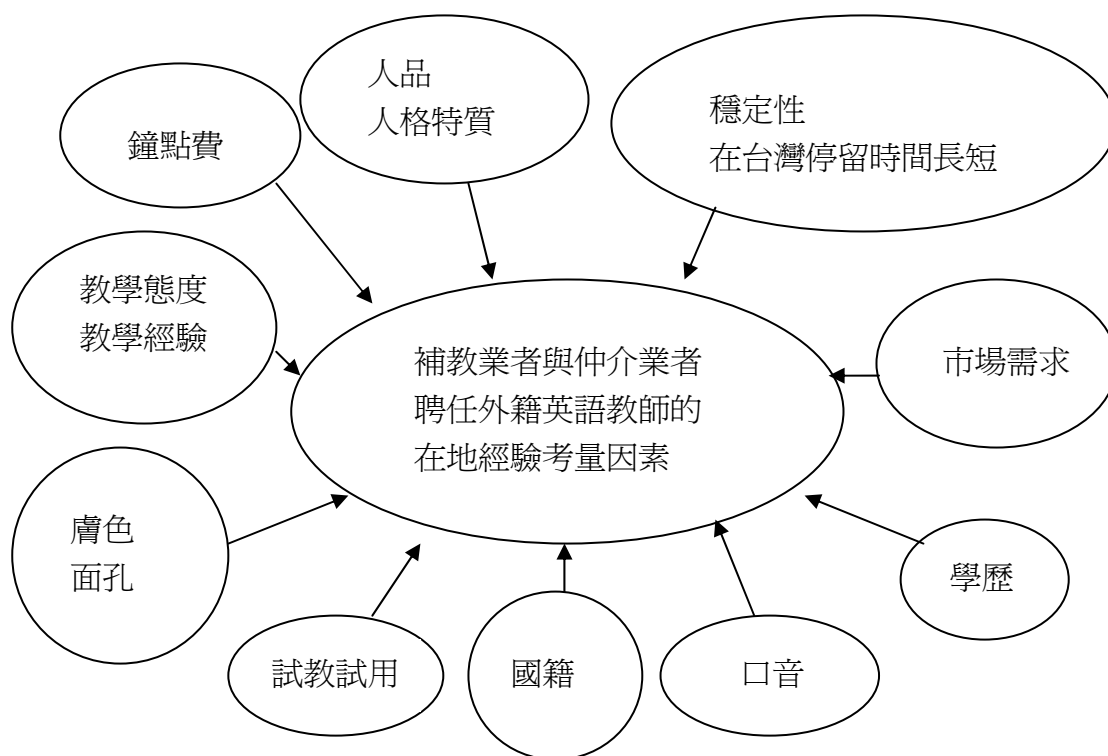 人品
人格特質
穩定性
在台灣停留時間長短
鐘點費
教學態度
教學經驗
補教業者與仲介業者
聘任外籍英語教師的
在地經驗考量因素
市場需求
膚色
面孔
學歷
試教試用
國籍
口音